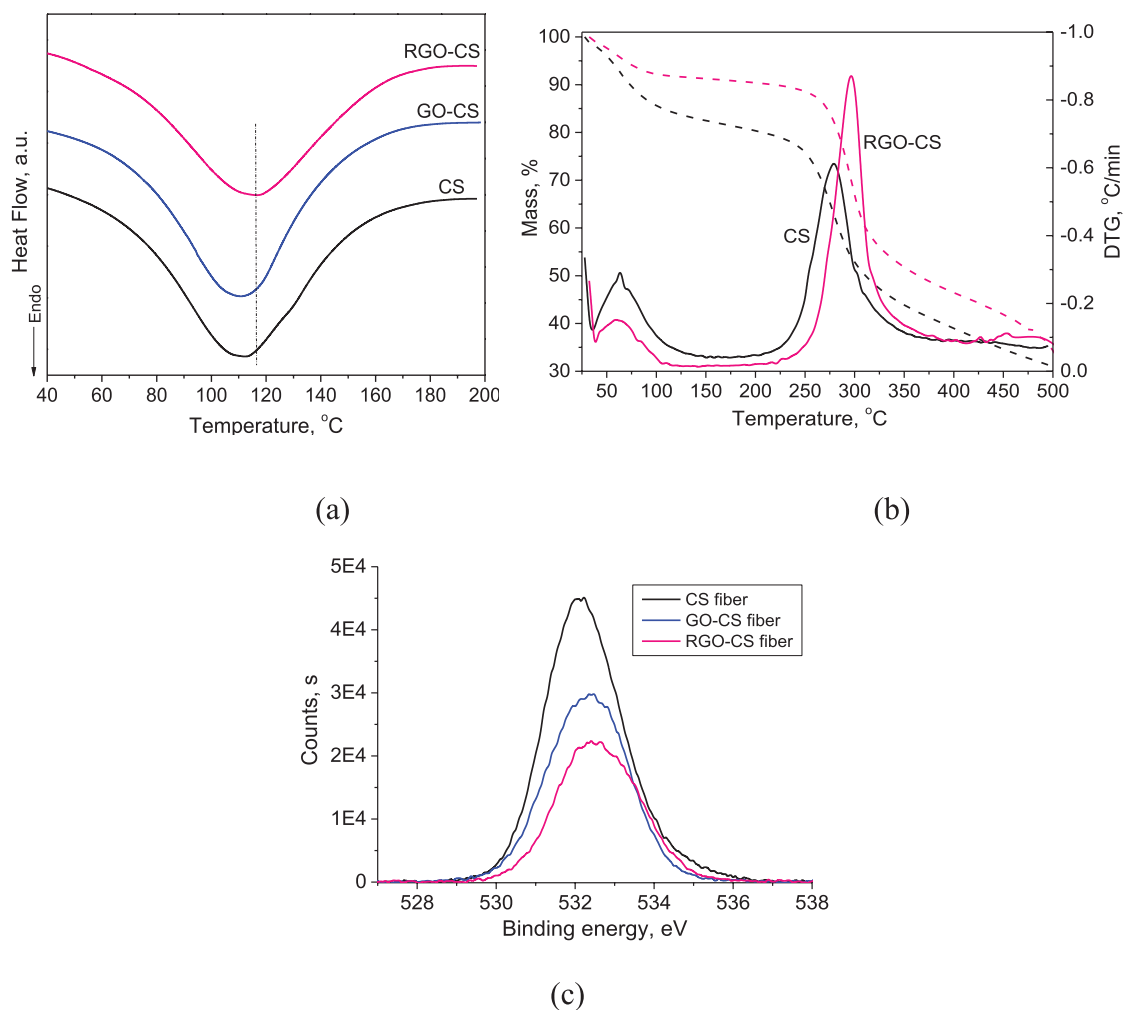 (a)
RGO-CS
GO-CS
CS
Heat Flow, a.u.
Endo
40 60 80 100 120 140 160 180 200
Temperature, °C
(b)
100
90
80
70
60
50
40
30
Mass, %
-1.0
-0.8
-0.6
-0.4
-0.2
0.0
DTG, °C/min
RGO-CS
CS
50 100 150 200 250 300 350 400 450 500
Temperature, °C
(a)
(b)
5E4
4E4
3E4
2E4
1E4
0
Counts, s
CS fiber
GO-CS fiber
RGO-CS fiber
528 530 532 534 536 538
Binding energy, eV
(c)